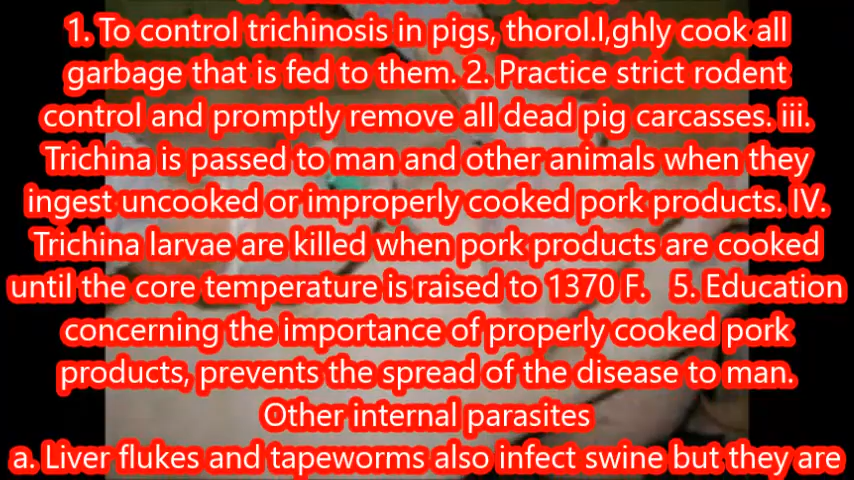 1. To control trichinosis in pigs, thorol.l,ghly cook all
garbage that is fed to them. 2. Practice strict rodent
control and promptly remove all dead pig carcasses. iii.
Trichina is passed to man and other animals when they
ingest uncooked or improperly cooked pork products. IV.
Trichina larvae are killed when pork products are cooked
until the core temperature is raised to 1370 F.   5. Education
concerning the importance of properly cooked pork
products, prevents the spread of the disease to man.
Other internal parasites
a. Liver flukes and tapeworms also infect swine but they are